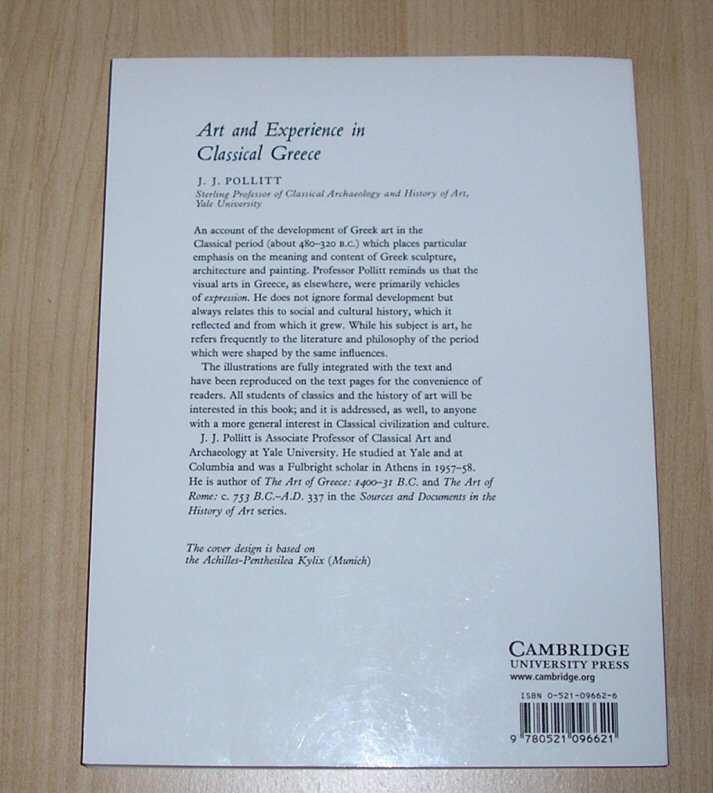 Art and Experience in
Classical Greece
J. J. POLLITT
Sterling Professor of Classical Archaeology and History of Art,
Yale University
An account of the development of Greek art in the
Classical period (about 480–320 B.C.) which places particular
emphasis on the meaning and content of Greek sculpture,
architecture and painting. Professor Pollitt reminds us that the
visual arts in Greece, as elsewhere, were primarily vehicles
of expression. He does not ignore formal development but
always relates this to social and cultural history, which it
reflected and from which it grew. While his subject is art, he
refers frequently to the literature and philosophy of the period
which were shaped by the same influences.
The illustrations are fully integrated with the text and
have been reproduced on the text pages for the convenience of
readers. All students of classics and the history of art will be
interested in this book; and it is addressed, as well, to anyone
with a more general interest in Classical civilization and culture.
J. J. Pollitt is Associate Professor of Classical Art and
Archaeology at Yale University. He studied at Yale and at
Columbia and was a Fulbright scholar in Athens in 1957–58.
He is author of The Art of Greece: 1400–31 B.C. and The Art of
Rome: c. 753 B.C.–A.D. 337 in the Sources and Documents in the
History of Art series.
The cover design is based on
the Achilles-Penthesilea Kylix (Munich)
CAMBRIDGE
UNIVERSITY PRESS
www.cambridge.org
ISBN 0-521-09662-6
9 780521 096621